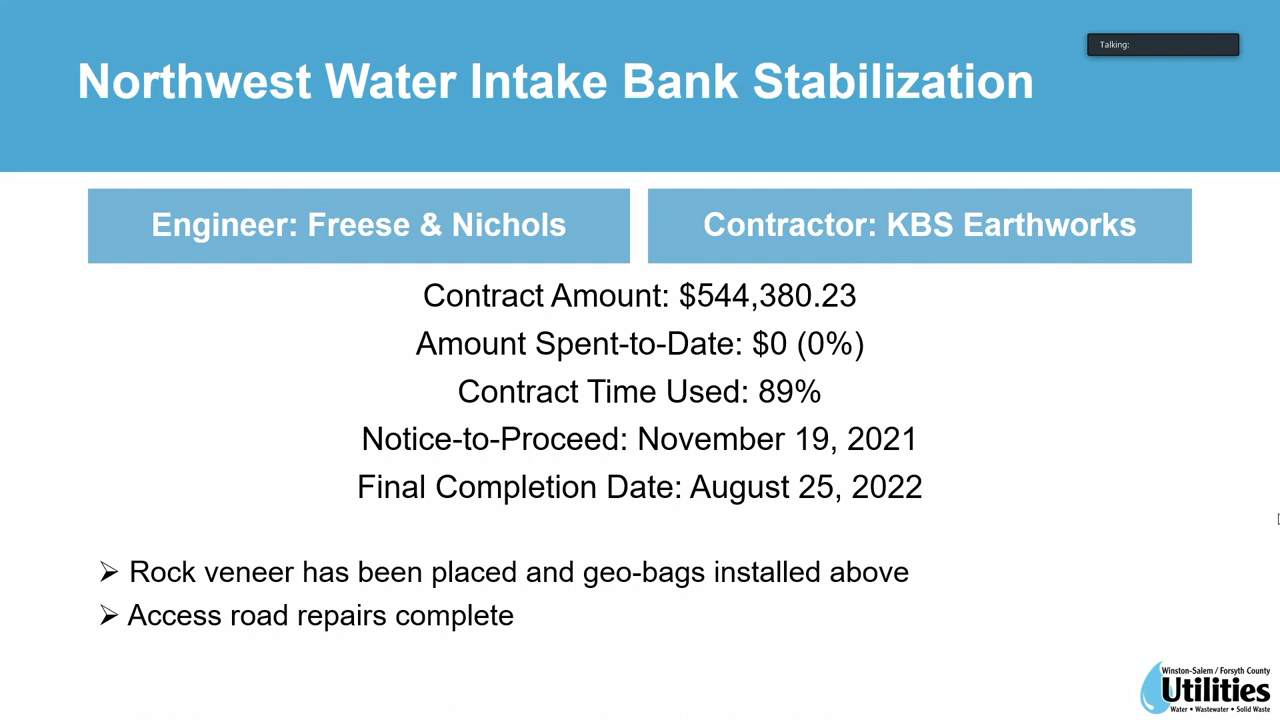 Talking:
Northwest Water Intake Bank Stabilization
Engineer: Freese & Nichols
Contractor: KBS Earthworks
Contract Amount: $544,380.23
Amount Spent-to-Date: $0 (0%)
Contract Time Used: 89%
Notice-to-Proceed: November 19, 2021
Final Completion Date: August 25, 2022
➢ Rock veneer has been placed and geo-bags installed above
➢ Access road repairs complete
Winston-Salem / Forsyth County
Utilities
Water • Wastewater • Solid Waste